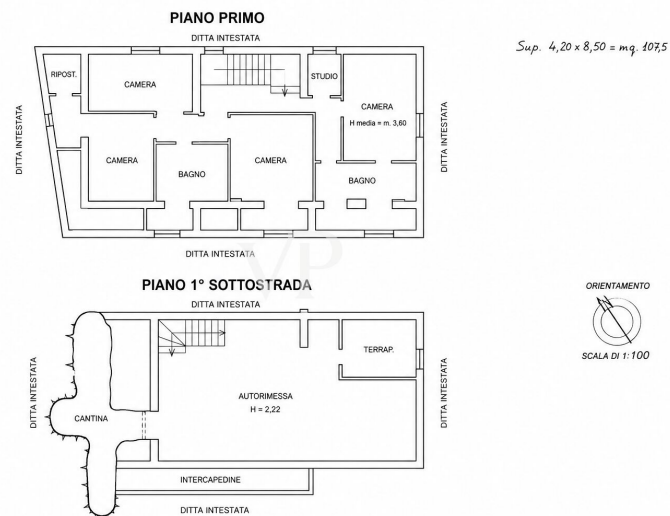 PIANO PRIMO
DITTA INTESTATA
Sup. 4,20 x 8,50 = mq. 107,5
RIPOST.
CAMERA
STUDIO
CAMERA
H media = m. 3,60
DITTA INTESTATA
DITTA INTESTATA
CAMERA
BAGNO
CAMERA
BAGNO
DITTA INTESTATA
VP
PIANO 1° SOTTOSTRADA
DITTA INTESTATA
ORIENTAMENTO
N
SCALA DI 1:100
TERRAP.
DITTA INTESTATA
DITTA INTESTATA
AUTORIMESSA
H = 2,22
CANTINA
INTERCAPEDINE
DITTA INTESTATA